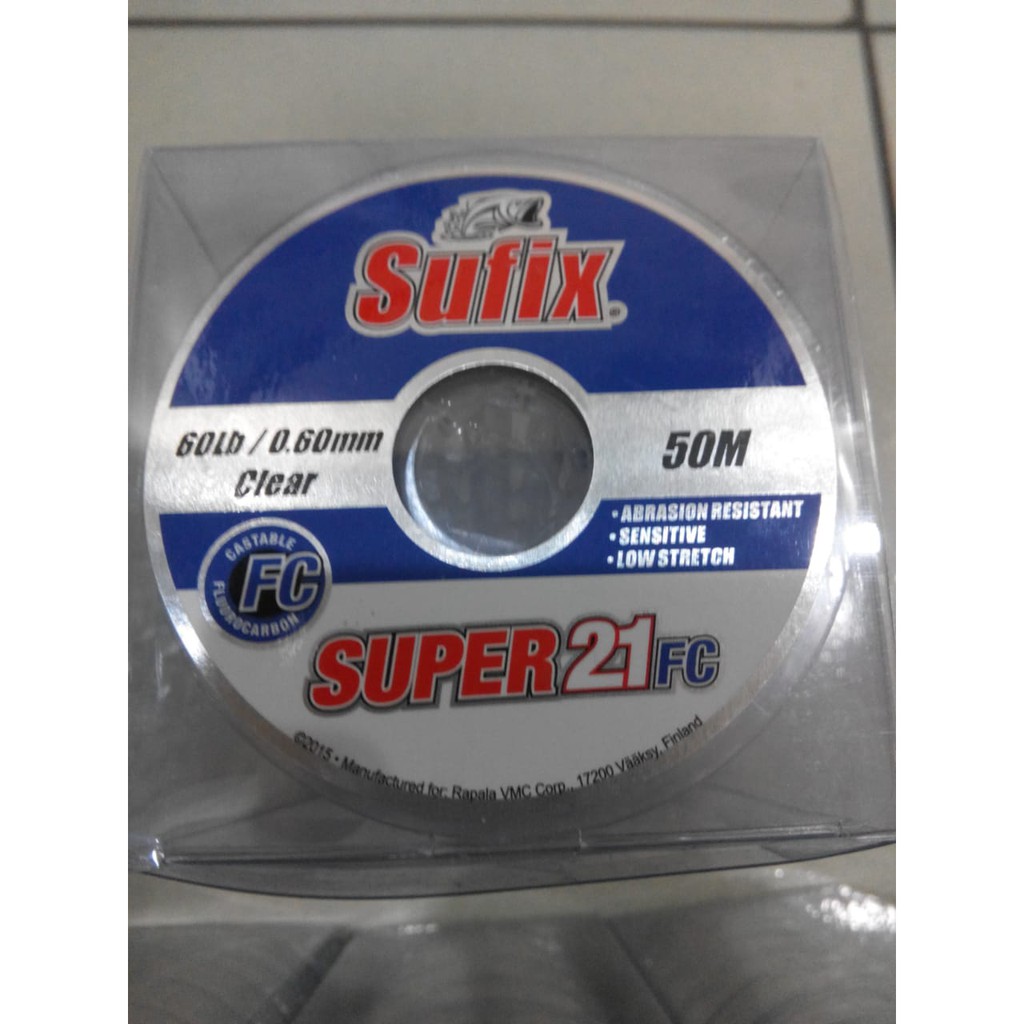 Sufix
60Lb / 0.60mm
Clear
50M
• ABRASION RESISTANT
• SENSITIVE
• LOW STRETCH
CASTABLE
FC
FLUOROCARBON
SUPER 21 FC
©2015 • Manufactured for: Rapala VMC Corp., 17200 Vääksy, Finland